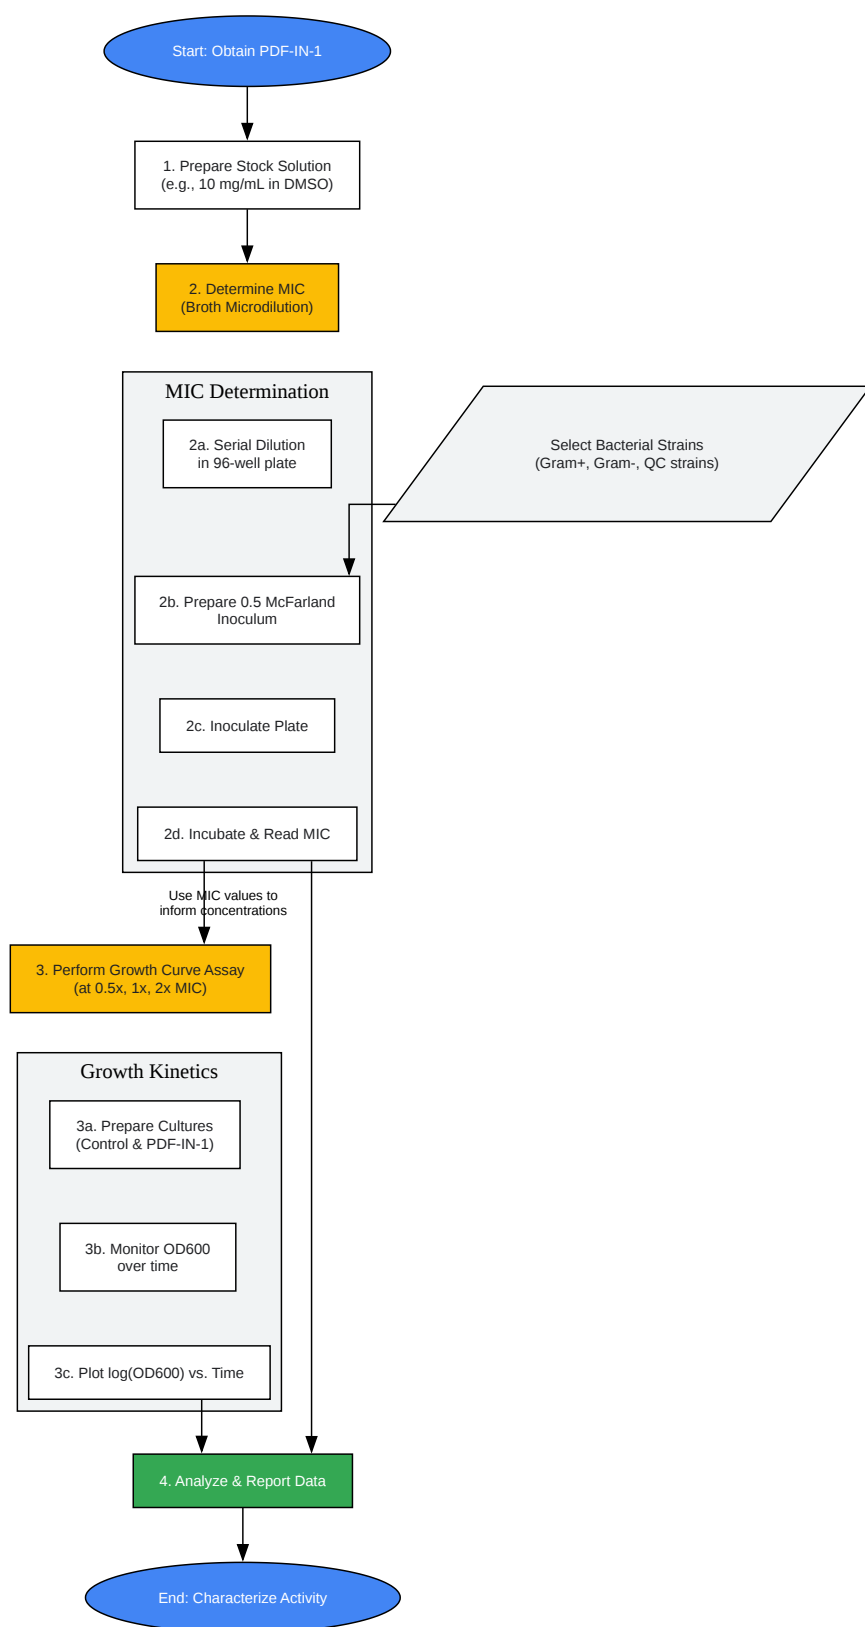 Start: Obtain PDF-IN-1
1. Prepare Stock Solution
(e.g., 10 mg/mL in DMSO)
2. Determine MIC
(Broth Microdilution)
MIC Determination
2a. Serial Dilution
in 96-well plate
Select Bacterial Strains
(Gram+, Gram-, QC strains)
2b. Prepare 0.5 McFarland
Inoculum
2c. Inoculate Plate
2d. Incubate & Read MIC
Use MIC values to
inform concentrations
3. Perform Growth Curve Assay
(at 0.5x, 1x, 2x MIC)
Growth Kinetics
3a. Prepare Cultures
(Control & PDF-IN-1)
3b. Monitor OD600
over time
3c. Plot log(OD600) vs. Time
4. Analyze & Report Data
End: Characterize Activity